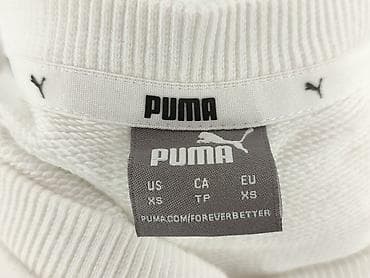 PUMA
PUMA
US CA EU
XS TP XS
PUMA.COM/FOREVERBETTER